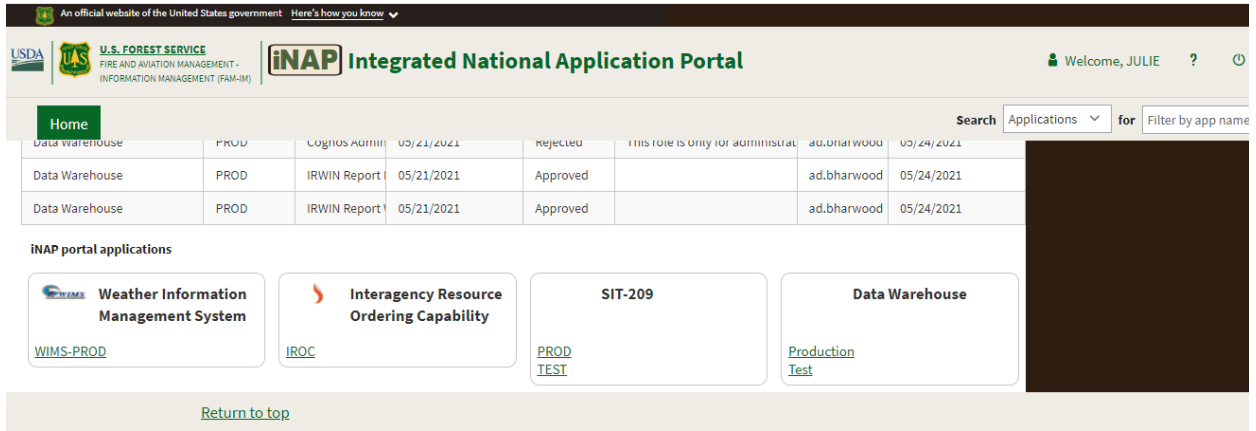 An official website of the United States government Here's how you know
USDA
UAS
U.S. FOREST SERVICE
FIRE AND AVIATION MANAGEMENT -
INFORMATION MANAGEMENT (FAM-IM)
iNAP Integrated National Application Portal
Welcome, JULIE ?
Home
Search Applications for Filter by app name
Data Warehouse PROD Cognos Admin 05/21/2021 Rejected This role is only for administrat ad.bharwood 05/24/2021
Data Warehouse PROD IRWIN Report 05/21/2021 Approved ad.bharwood 05/24/2021
Data Warehouse PROD IRWIN Report 05/21/2021 Approved ad.bharwood 05/24/2021
iNAP portal applications
WIMS Weather Information
Management System
WIMS-PROD
Interagency Resource
Ordering Capability
IROC
SIT-209
PROD
TEST
Data Warehouse
Production
Test
Return to top